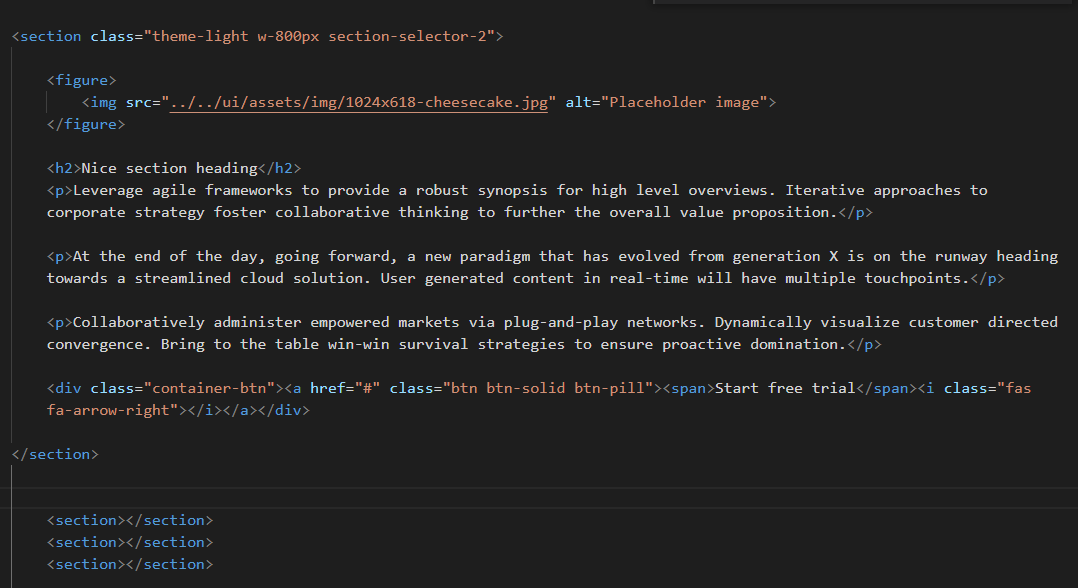 <section class="theme-light w-800px section-selector-2">
<figure>
<img src="../../ui/assets/img/1024x618-cheesecake.jpg" alt="Placeholder image">
</figure>
<h2>Nice section heading</h2>
<p>Leverage agile frameworks to provide a robust synopsis for high level overviews. Iterative approaches to
corporate strategy foster collaborative thinking to further the overall value proposition.</p>
<p>At the end of the day, going forward, a new paradigm that has evolved from generation X is on the runway heading
towards a streamlined cloud solution. User generated content in real-time will have multiple touchpoints.</p>
<p>Collaboratively administer empowered markets via plug-and-play networks. Dynamically visualize customer directed
convergence. Bring to the table win-win survival strategies to ensure proactive domination.</p>
<div class="container-btn"><a href="#" class="btn btn-solid btn-pill"><span>Start free trial</span><i class="fas
fa-arrow-right"></i></a></div>
</section>
<section></section>
<section></section>
<section></section>